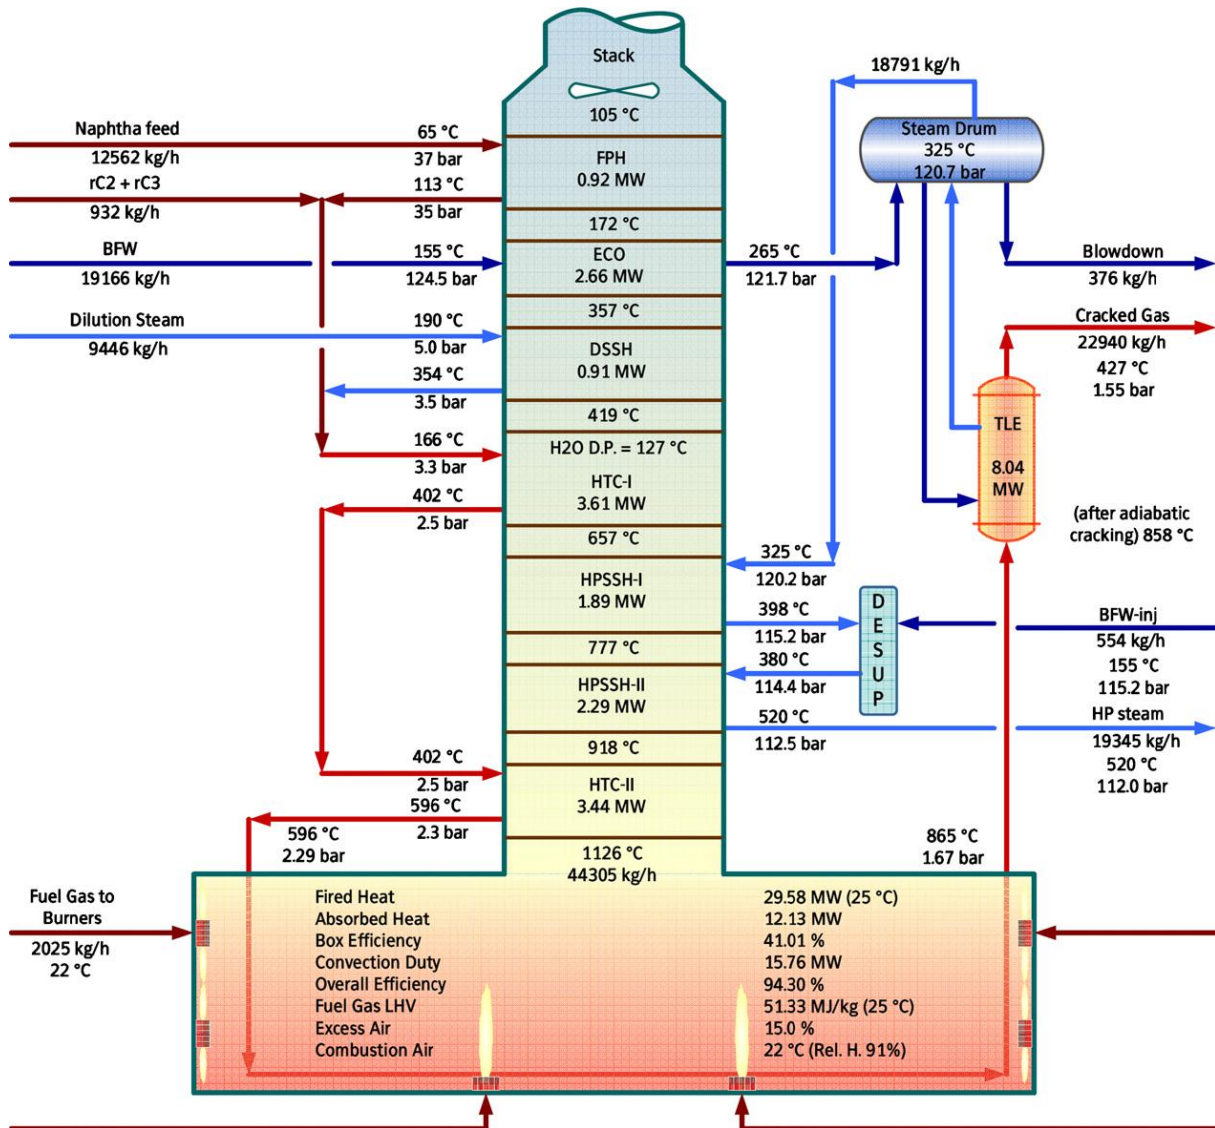 Stack
105 °C
FPH
0.92 MW
172 °C
ECO
2.66 MW
357 °C
DSSH
0.91 MW
419 °C
H2O D.P. = 127 °C
HTC-I
3.61 MW
657 °C
HPSSH-I
1.89 MW
777 °C
HPSSH-II
2.29 MW
918 °C
HTC-II
3.44 MW
1126 °C
44305 kg/h
Naphtha feed
12562 kg/h
65 °C
37 bar
rC2 + rC3
932 kg/h
113 °C
35 bar
BFW
19166 kg/h
155 °C
124.5 bar
Dilution Steam
9446 kg/h
190 °C
5.0 bar
354 °C
3.5 bar
166 °C
3.3 bar
402 °C
2.5 bar
402 °C
2.5 bar
596 °C
2.3 bar
596 °C
2.29 bar
18791 kg/h
Steam Drum
325 °C
120.7 bar
265 °C
121.7 bar
Blowdown
376 kg/h
Cracked Gas
22940 kg/h
427 °C
1.55 bar
TLE
8.04
MW
(after adiabatic
cracking) 858 °C
325 °C
120.2 bar
398 °C
115.2 bar
380 °C
114.4 bar
D
E
S
U
P
BFW-inj
554 kg/h
155 °C
115.2 bar
520 °C
112.5 bar
HP steam
19345 kg/h
520 °C
112.0 bar
865 °C
1.67 bar
Fuel Gas to
Burners
2025 kg/h
22 °C
Fired Heat 29.58 MW (25 °C)
Absorbed Heat 12.13 MW
Box Efficiency 41.01 %
Convection Duty 15.76 MW
Overall Efficiency 94.30 %
Fuel Gas LHV 51.33 MJ/kg (25 °C)
Excess Air 15.0 %
Combustion Air 22 °C (Rel. H. 91%)